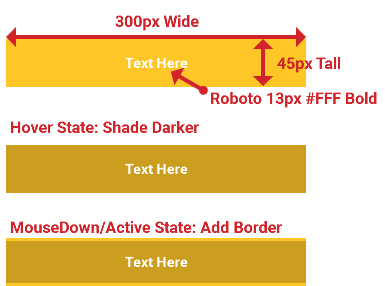 300px Wide
Text Here
45px Tall
Roboto 13px #FFF Bold
Hover State: Shade Darker
Text Here
MouseDown/Active State: Add Border
Text Here